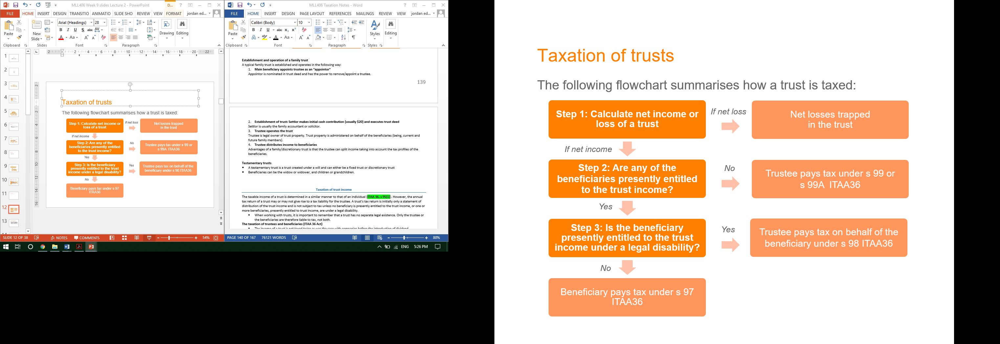 MLL406 Week 9 slides Lecture 2 - PowerPoint
D...
FILE HOME INSERT DESIGN TRANSITIO ANIMATIO SLIDE SHO REVIEW VIEW FORMAT jordan ed...
Paste
New
Slide
Arial (Headings) 28
Drawing
Editing
Clipboard Slides Font Paragraph
2 2 4 6 8 10 12 14 16 18 20 22
1
2
3
4
5
6
7
8
9
10
11
12
13
Taxation of trusts
The following flowchart summarises how a trust is taxed:
Step 1: Calculate net income or
loss of a trust
If net loss
Net losses trapped
in the trust
If net income
Step 2: Are any of the
beneficiaries presently entitled
to the trust income?
No
Trustee pays tax under s 99 or
s 99A ITAA36
Yes
Step 3: Is the beneficiary
presently entitled to the trust
income under a legal disability?
Yes
Trustee pays tax on behalf of the
beneficiary under s 98 ITAA36
No
Beneficiary pays tax under s 97
ITAA36
SLIDE 12 OF 38 NOTES COMMENTS 54%
MLL406 Taxation Notes - Word
FILE HOME INSERT DESIGN PAGE LAYOUT REFERENCES MAILINGS REVIEW VIEW jordan ed...
Paste
Calibri (Body) 10
Styles
Editing
Clipboard Font Paragraph Styles
Establishment and operation of a family trust
A typical family trust is established and operates in the following way:
1. Main beneficiary appoints trustee as an “appointor”
Appointor is nominated in trust deed and has the power to remove/appoint a trustee.
139
2. Establishment of trust: Settlor makes initial cash contribution (usually $20) and executes trust deed
Settlor is usually the family accountant or solicitor.
3. Trustee operates the trust
Trustee is legal owner of trust property. Trust property is administered on behalf of the beneficiaries (being, current and
future family members).
4. Trustee distributes income to beneficiaries
Advantages of a family/discretionary trust is that the trustee can split income taking into account the tax profiles of the
beneficiaries.
Testamentary trusts
• A testamentary trust is a trust created under a will and can either be a fixed trust or discretionary trust
• Beneficiaries can be the widow or widower, and children or grandchildren.
Taxation of trust income
The taxable income of a trust is determined in a similar manner to that of an individual (ITAA 36, s 95(1)). However, the annual
tax return of a trust may or may not give rise to a tax liability for the trustee. A trust's tax return is initially only a statement of
distribution of the trust income and is not subject to tax unless no beneficiary is presently entitled to the trust income, or one or
more beneficiaries, presently entitled to trust income, are under a legal disability.
• When working with trusts, it is important to remember that a trust has no separate legal existence. Only the trustee or
the beneficiaries are therefore liable to tax, not both.
The taxation of trustees and beneficiaries (ITAA 36 Act)
• The income of a trust is not taxed twice as was the case with companies before the introduction of dividend
PAGE 140 OF 167 76121 WORDS 80%
ENG 5:26 PM
Taxation of trusts
The following flowchart summarises how a trust is taxed:
Step 1: Calculate net income or
loss of a trust
If net loss
Net losses trapped
in the trust
If net income
Step 2: Are any of the
beneficiaries presently entitled
to the trust income?
No
Trustee pays tax under s 99 or
s 99A ITAA36
Yes
Step 3: Is the beneficiary
presently entitled to the trust
income under a legal disability?
Yes
Trustee pays tax on behalf of the
beneficiary under s 98 ITAA36
No
Beneficiary pays tax under s 97
ITAA36